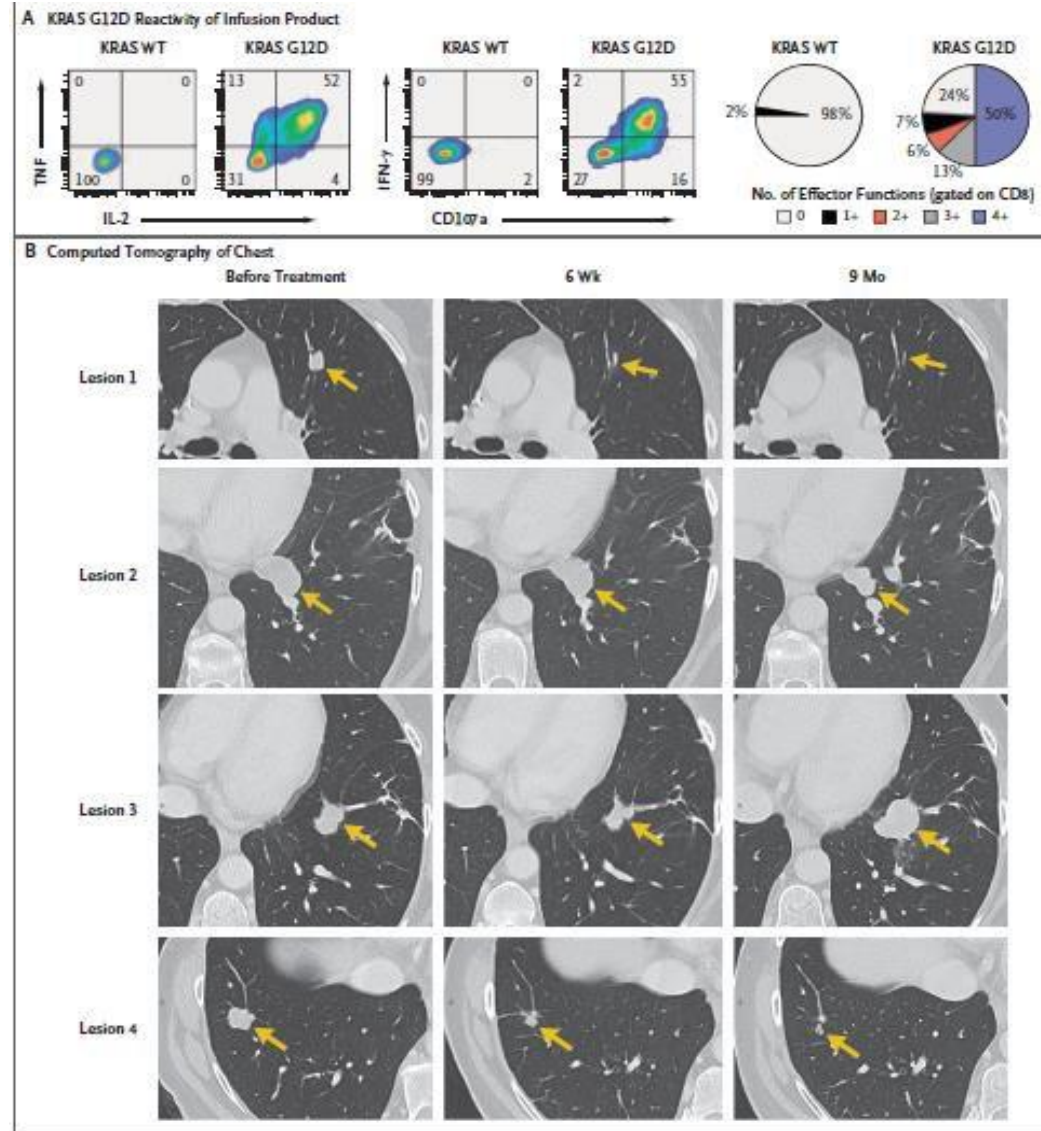 A KRAS G12D Reactivity of Infusion Product
KRAS WT
KRAS G12D
KRAS WT
KRAS G12D
KRAS WT
KRAS G12D
TNF
0 0
100 0
13 52
31 4
IL-2
IFN-γ
0 0
99 2
2 55
27 16
CD107a
2% 98%
24% 50%
7%
6%
13%
No. of Effector Functions (gated on CD8)
0 1+ 2+ 3+ 4+
B Computed Tomography of Chest
Before Treatment 6 Wk 9 Mo
Lesion 1
Lesion 2
Lesion 3
Lesion 4